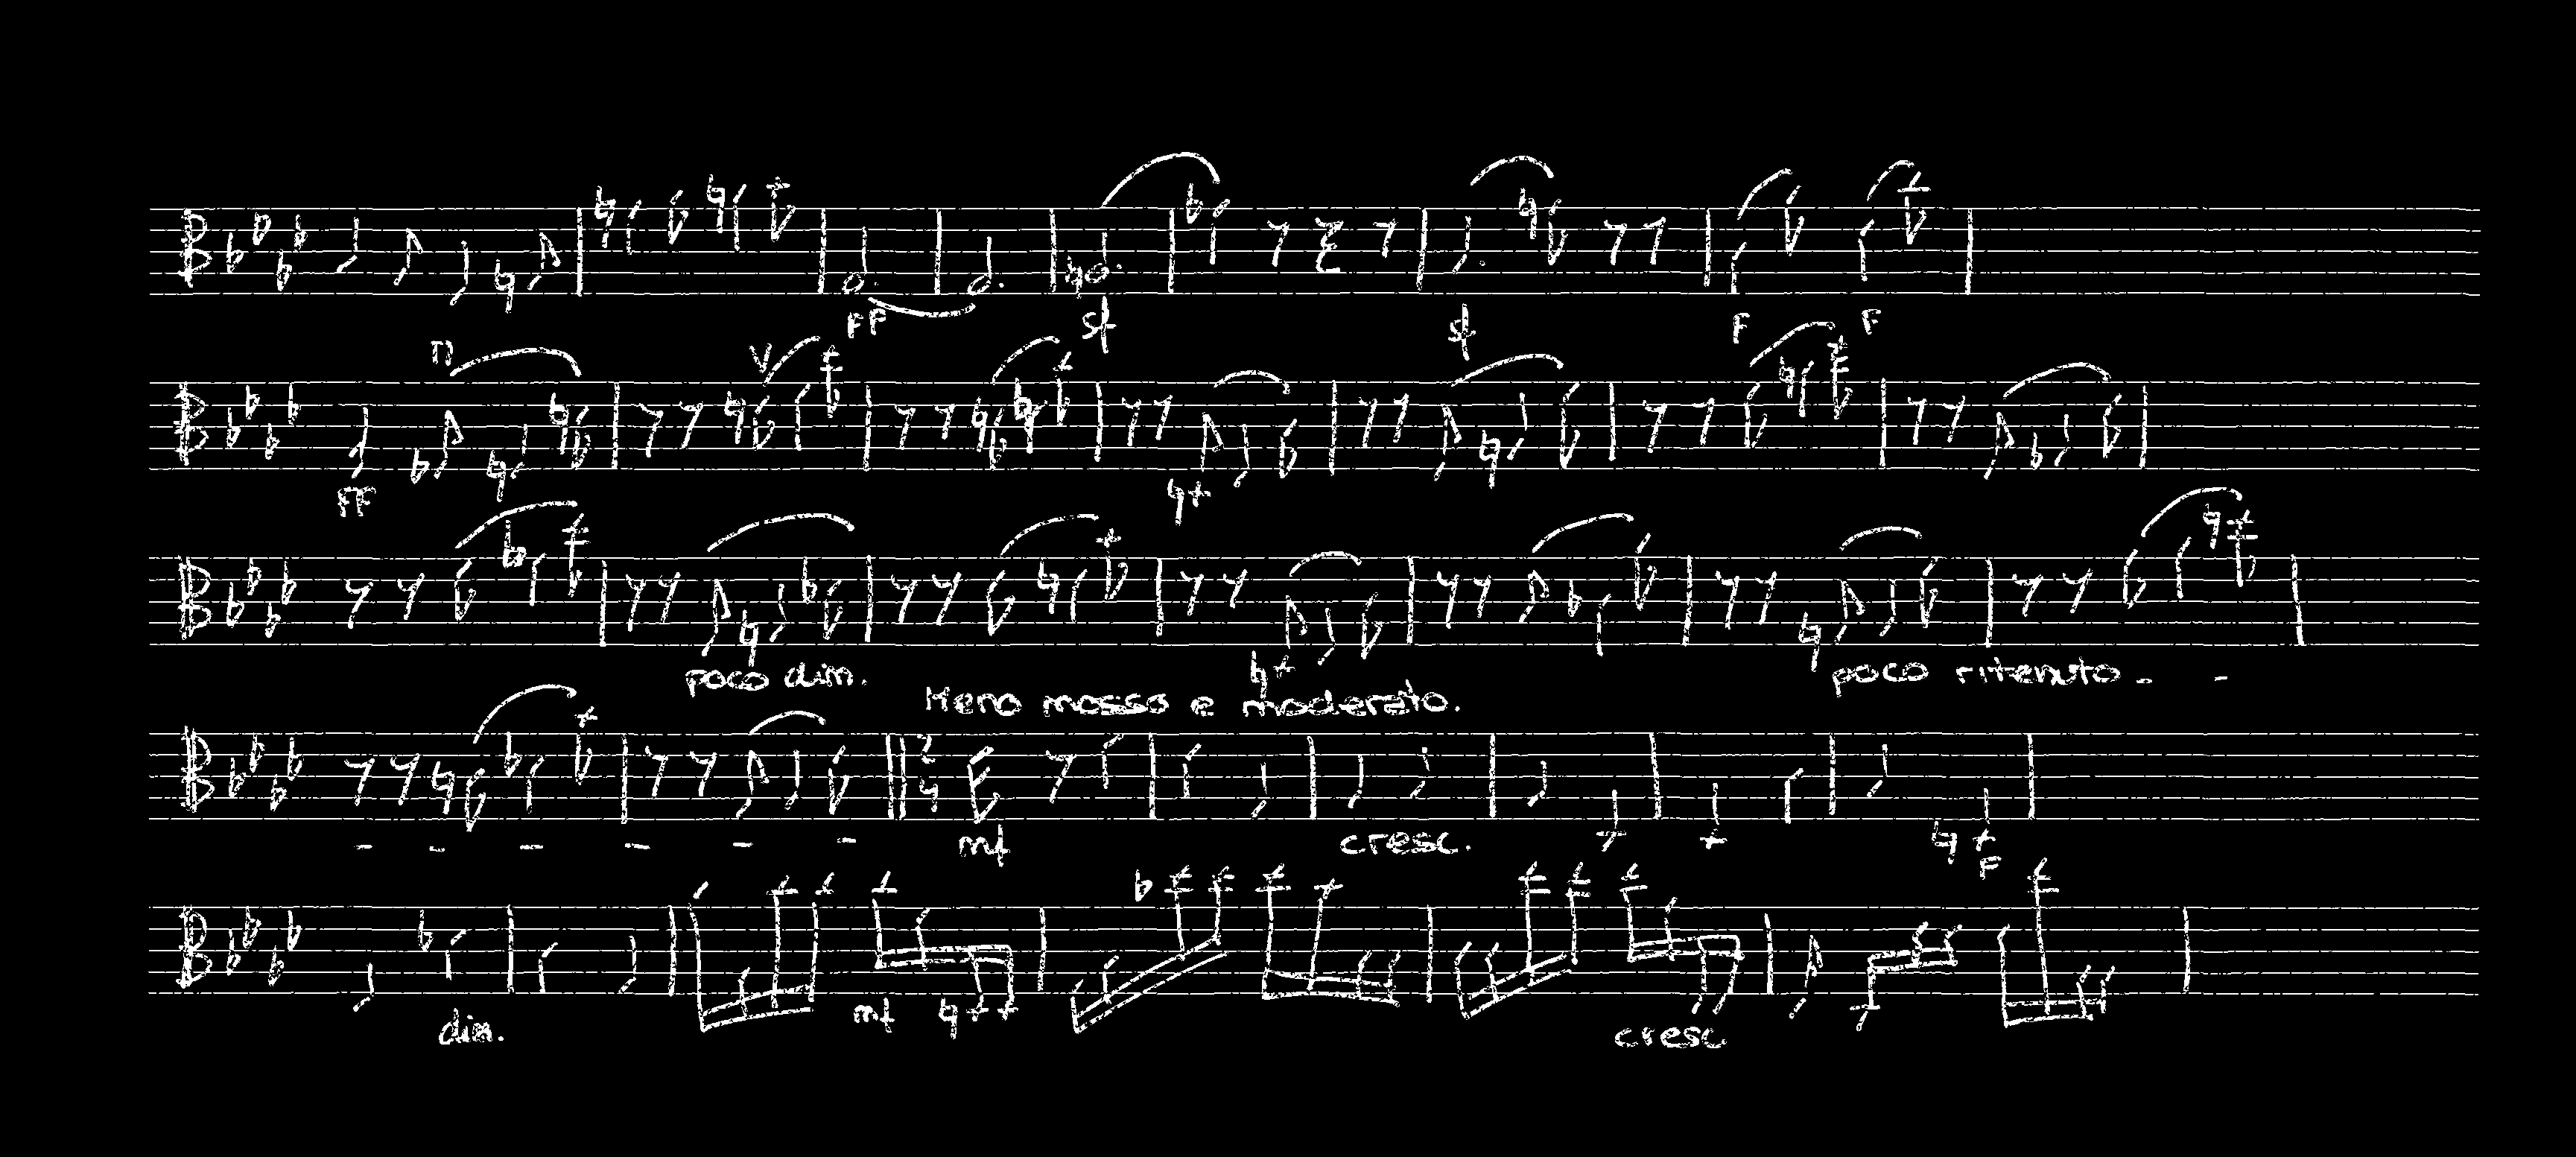 FF sf sf F F
FF
poco dim. poco ritenuto - -
Meno mosso e moderato.
- - - - - - mf cresc. F
dim. mf cresc